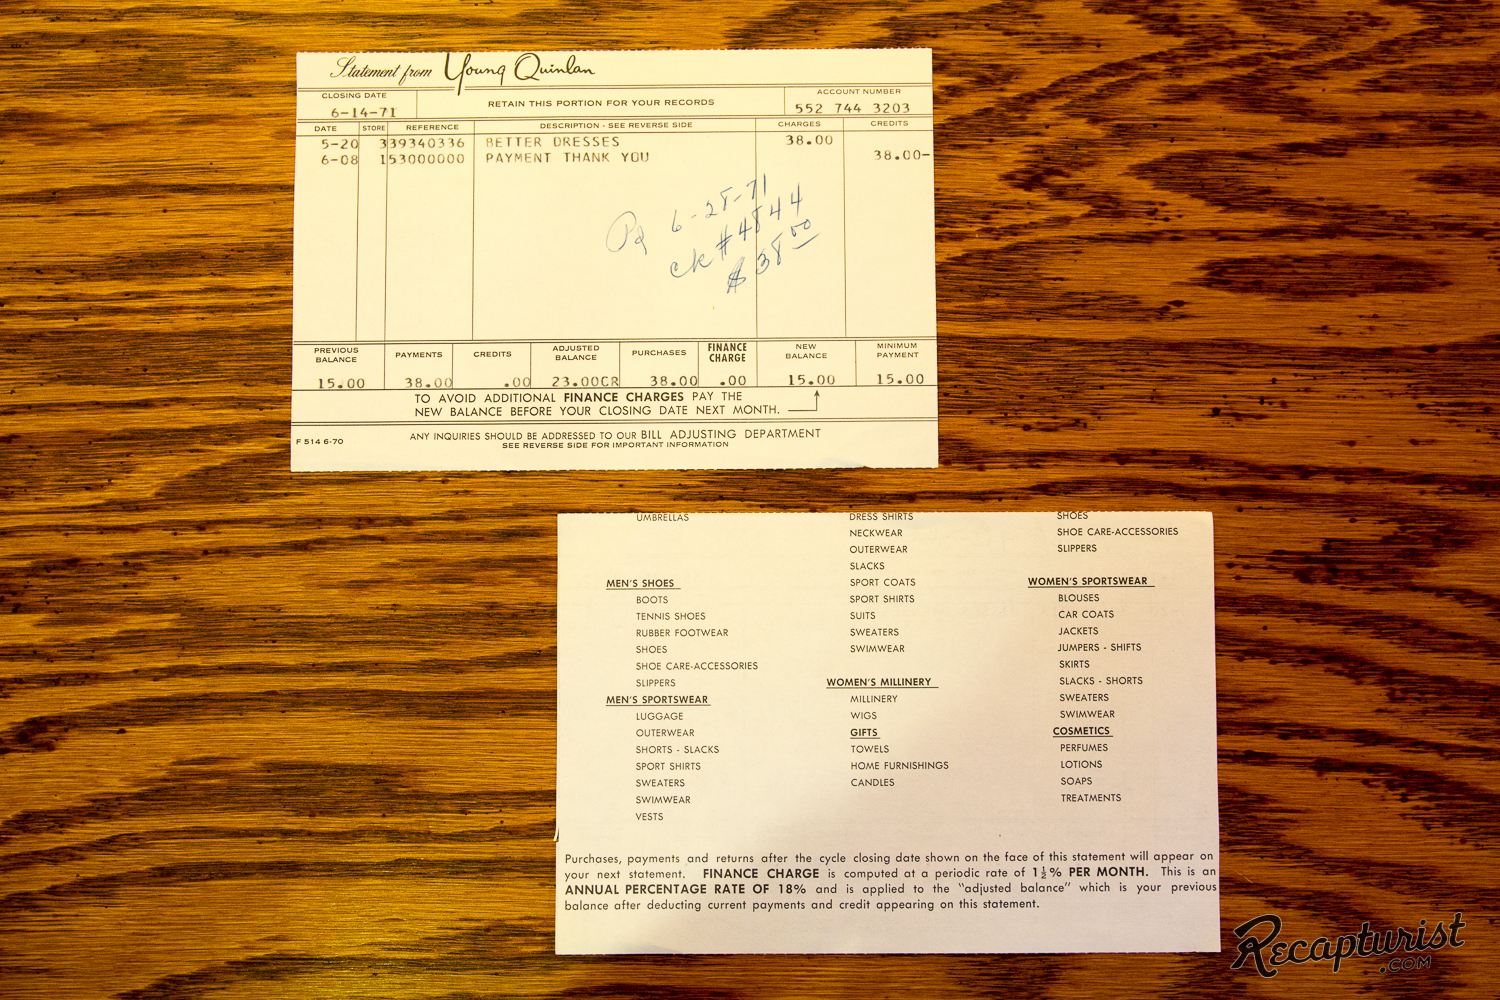 Statement from Young Quinlan
CLOSING DATE
6-14-71
RETAIN THIS PORTION FOR YOUR RECORDS
ACCOUNT NUMBER
552 744 3203
DATE STORE REFERENCE DESCRIPTION - SEE REVERSE SIDE CHARGES CREDITS
5-20 339340336 BETTER DRESSES 38.00
6-08 153000000 PAYMENT THANK YOU 38.00-
Pd 6-28-71
ck #4844
$38.00
PREVIOUS BALANCE PAYMENTS CREDITS ADJUSTED BALANCE PURCHASES FINANCE CHARGE NEW BALANCE MINIMUM PAYMENT
15.00 38.00 .00 23.00CR 38.00 .00 15.00 15.00
TO AVOID ADDITIONAL FINANCE CHARGES PAY THE
NEW BALANCE BEFORE YOUR CLOSING DATE NEXT MONTH.
F 514 6-70
ANY INQUIRIES SHOULD BE ADDRESSED TO OUR BILL ADJUSTING DEPARTMENT
SEE REVERSE SIDE FOR IMPORTANT INFORMATION
UMBRELLAS
MEN'S SHOES
BOOTS
TENNIS SHOES
RUBBER FOOTWEAR
SHOES
SHOE CARE-ACCESSORIES
SLIPPERS
MEN'S SPORTSWEAR
LUGGAGE
OUTERWEAR
SHORTS - SLACKS
SPORT SHIRTS
SWEATERS
SWIMWEAR
VESTS
DRESS SHIRTS
NECKWEAR
OUTERWEAR
SLACKS
SPORT COATS
SPORT SHIRTS
SUITS
SWEATERS
SWIMWEAR
WOMEN'S MILLINERY
MILLINERY
WIGS
GIFTS
TOWELS
HOME FURNISHINGS
CANDLES
SHOES
SHOE CARE-ACCESSORIES
SLIPPERS
WOMEN'S SPORTSWEAR
BLOUSES
CAR COATS
JACKETS
JUMPERS - SHIFTS
SKIRTS
SLACKS - SHORTS
SWEATERS
SWIMWEAR
COSMETICS
PERFUMES
LOTIONS
SOAPS
TREATMENTS
Purchases, payments and returns after the cycle closing date shown on the face of this statement will appear on
your next statement. FINANCE CHARGE is computed at a periodic rate of 1½% PER MONTH. This is an
ANNUAL PERCENTAGE RATE OF 18% and is applied to the "adjusted balance" which is your previous
balance after deducting current payments and credit appearing on this statement.
Recapturist
.COM